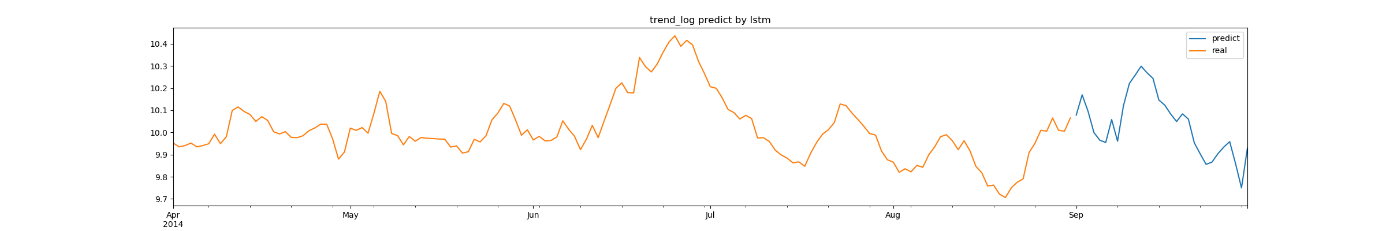 trend_log predict by lstm
predict
real
10.4
10.3
10.2
10.1
10.0
9.9
9.8
9.7
Apr May Jun Jul Aug Sep
2014